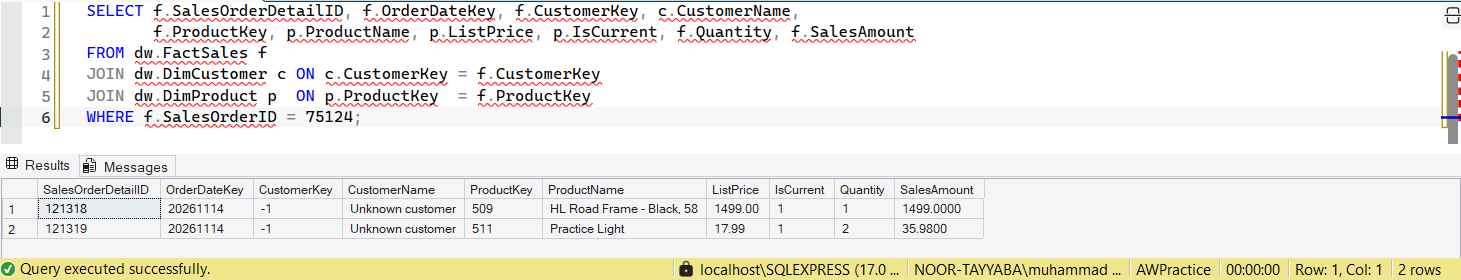 1 SELECT f.SalesOrderDetailID, f.OrderDateKey, f.CustomerKey, c.CustomerName,
2 f.ProductKey, p.ProductName, p.ListPrice, p.IsCurrent, f.Quantity, f.SalesAmount
3 FROM dw.FactSales f
4 JOIN dw.DimCustomer c ON c.CustomerKey = f.CustomerKey
5 JOIN dw.DimProduct p ON p.ProductKey = f.ProductKey
6 WHERE f.SalesOrderID = 75124;
Results Messages
SalesOrderDetailID OrderDateKey CustomerKey CustomerName ProductKey ProductName ListPrice IsCurrent Quantity SalesAmount
1 121318 20261114 -1 Unknown customer 509 HL Road Frame - Black, 58 1499.00 1 1 1499.0000
2 121319 20261114 -1 Unknown customer 511 Practice Light 17.99 1 2 35.9800
Query executed successfully. localhost\SQLEXPRESS (17.0 ... NOOR-TAYYABA\muhammad ... AWPractice 00:00:00 Row: 1, Col: 1 2 rows